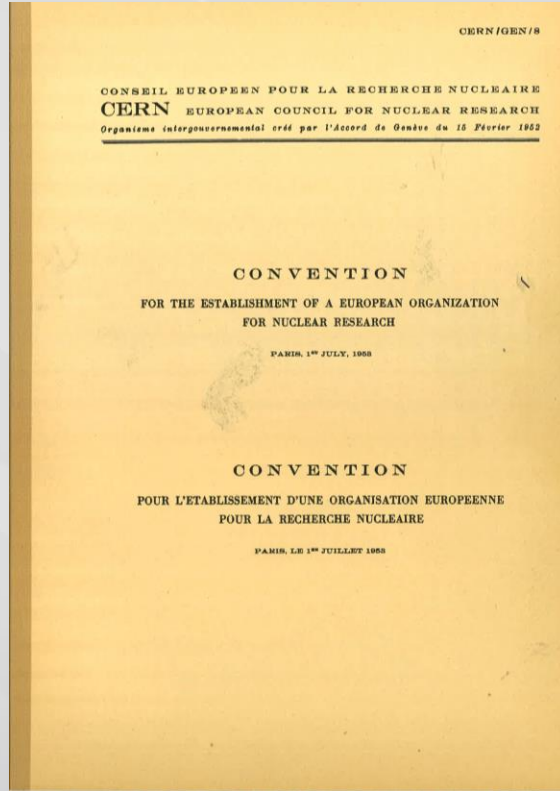 CERN/GEN/8
CONSEIL EUROPEEN POUR LA RECHERCHE NUCLEAIRE
CERN EUROPEAN COUNCIL FOR NUCLEAR RESEARCH
Organisme intergouvernemental créé par l'Accord de Genève du 15 Février 1952
CONVENTION
FOR THE ESTABLISHMENT OF A EUROPEAN ORGANIZATION
FOR NUCLEAR RESEARCH
PARIS, 1ST JULY, 1953
CONVENTION
POUR L'ETABLISSEMENT D'UNE ORGANISATION EUROPEENNE
POUR LA RECHERCHE NUCLEAIRE
PARIS, LE 1ER JUILLET 1953